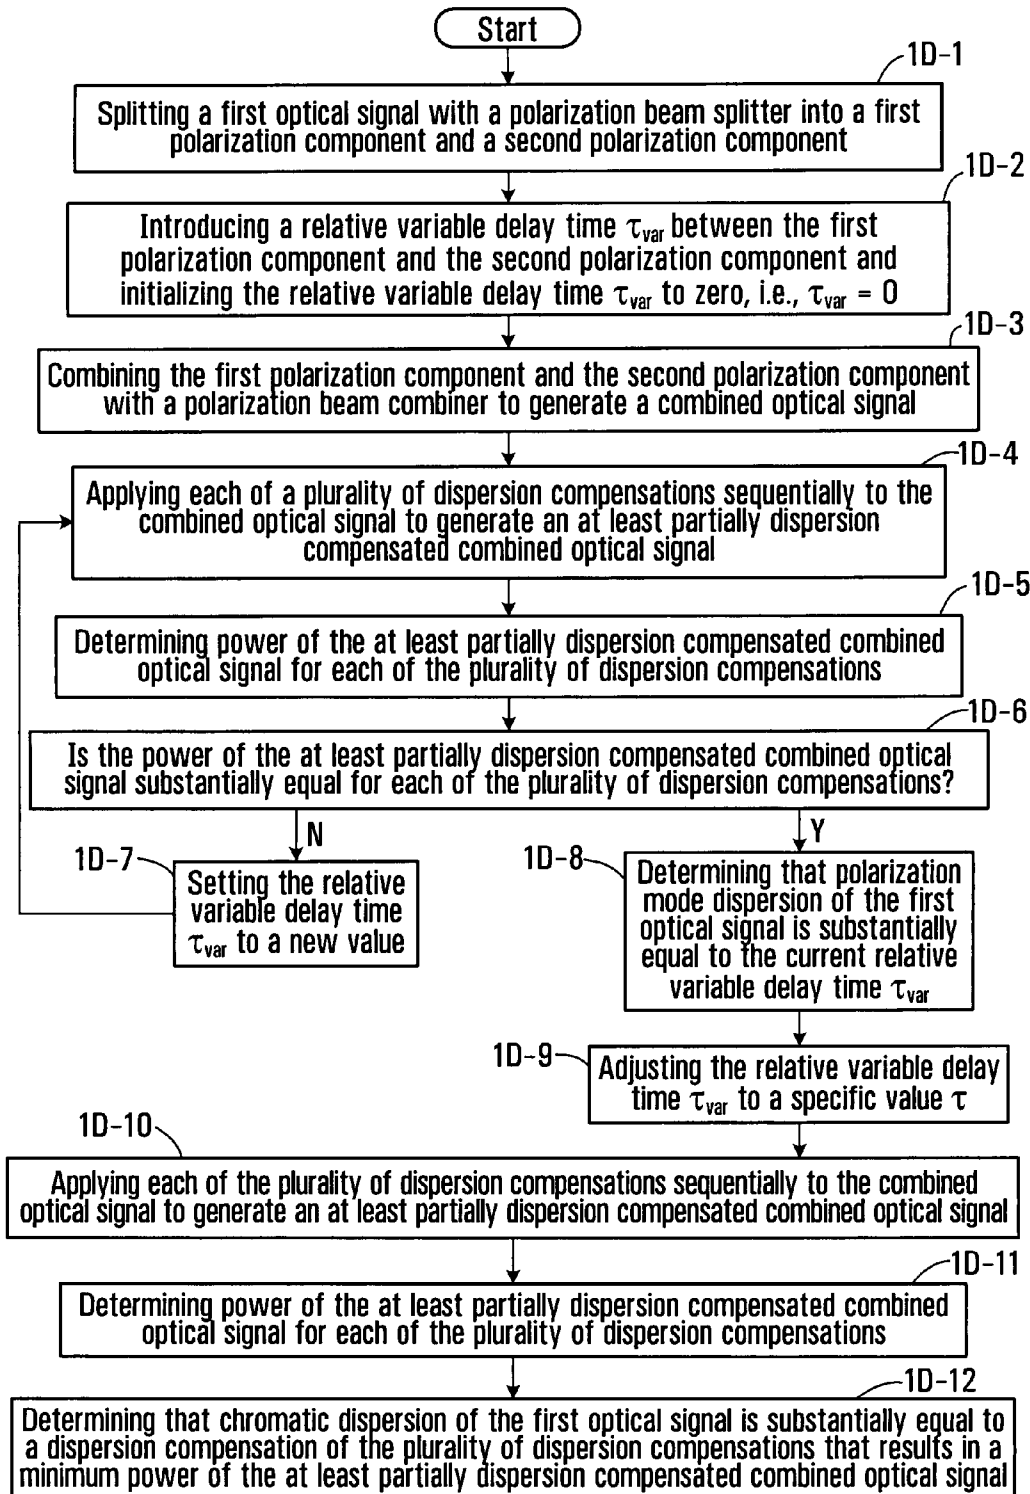 Start
1D-1
Splitting a first optical signal with a polarization beam splitter into a first
polarization component and a second polarization component
1D-2
Introducing a relative variable delay time τvar between the first
polarization component and the second polarization component and
initializing the relative variable delay time τvar to zero, i.e., τvar = 0
1D-3
Combining the first polarization component and the second polarization component
with a polarization beam combiner to generate a combined optical signal
1D-4
Applying each of a plurality of dispersion compensations sequentially to the
combined optical signal to generate an at least partially dispersion
compensated combined optical signal
1D-5
Determining power of the at least partially dispersion compensated combined
optical signal for each of the plurality of dispersion compensations
1D-6
Is the power of the at least partially dispersion compensated combined optical
signal substantially equal for each of the plurality of dispersion compensations?
N
Y
1D-7
Setting the relative
variable delay time
τvar to a new value
1D-8
Determining that polarization
mode dispersion of the first
optical signal is substantially
equal to the current relative
variable delay time τvar
1D-9
Adjusting the relative variable delay
time τvar to a specific value τ
1D-10
Applying each of the plurality of dispersion compensations sequentially to the combined
optical signal to generate an at least partially dispersion compensated combined optical signal
1D-11
Determining power of the at least partially dispersion compensated combined
optical signal for each of the plurality of dispersion compensations
1D-12
Determining that chromatic dispersion of the first optical signal is substantially equal to
a dispersion compensation of the plurality of dispersion compensations that results in a
minimum power of the at least partially dispersion compensated combined optical signal